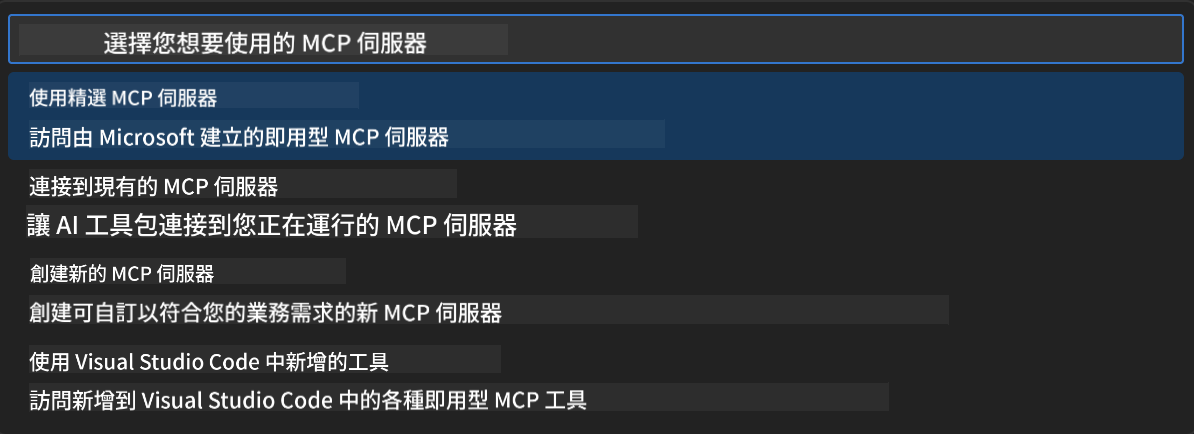 選擇您想要使用的 MCP 伺服器
使用精選 MCP 伺服器
訪問由 Microsoft 建立的即用型 MCP 伺服器
連接到現有的 MCP 伺服器
讓 AI 工具包連接到您正在運行的 MCP 伺服器
創建新的 MCP 伺服器
創建可自訂以符合您的業務需求的新 MCP 伺服器
使用 Visual Studio Code 中新增的工具
訪問新增到 Visual Studio Code 中的各種即用型 MCP 工具